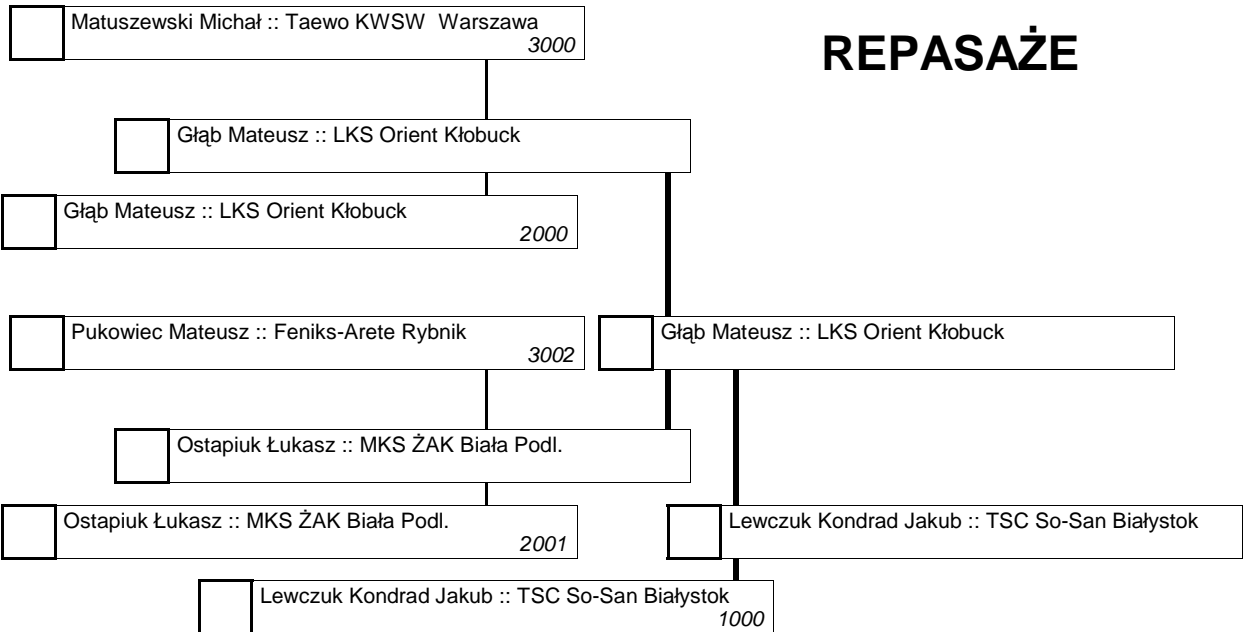 Matuszewski Michał :: Taewo KWSW  Warszawa
3000
REPASAŻE
Głąb Mateusz :: LKS Orient Kłobuck
Głąb Mateusz :: LKS Orient Kłobuck
2000
Pukowiec Mateusz :: Feniks-Arete Rybnik
3002
Głąb Mateusz :: LKS Orient Kłobuck
Ostapiuk Łukasz :: MKS ŻAK Biała Podl.
Ostapiuk Łukasz :: MKS ŻAK Biała Podl.
2001
Lewczuk Kondrad Jakub :: TSC So-San Białystok
Lewczuk Kondrad Jakub :: TSC So-San Białystok
1000